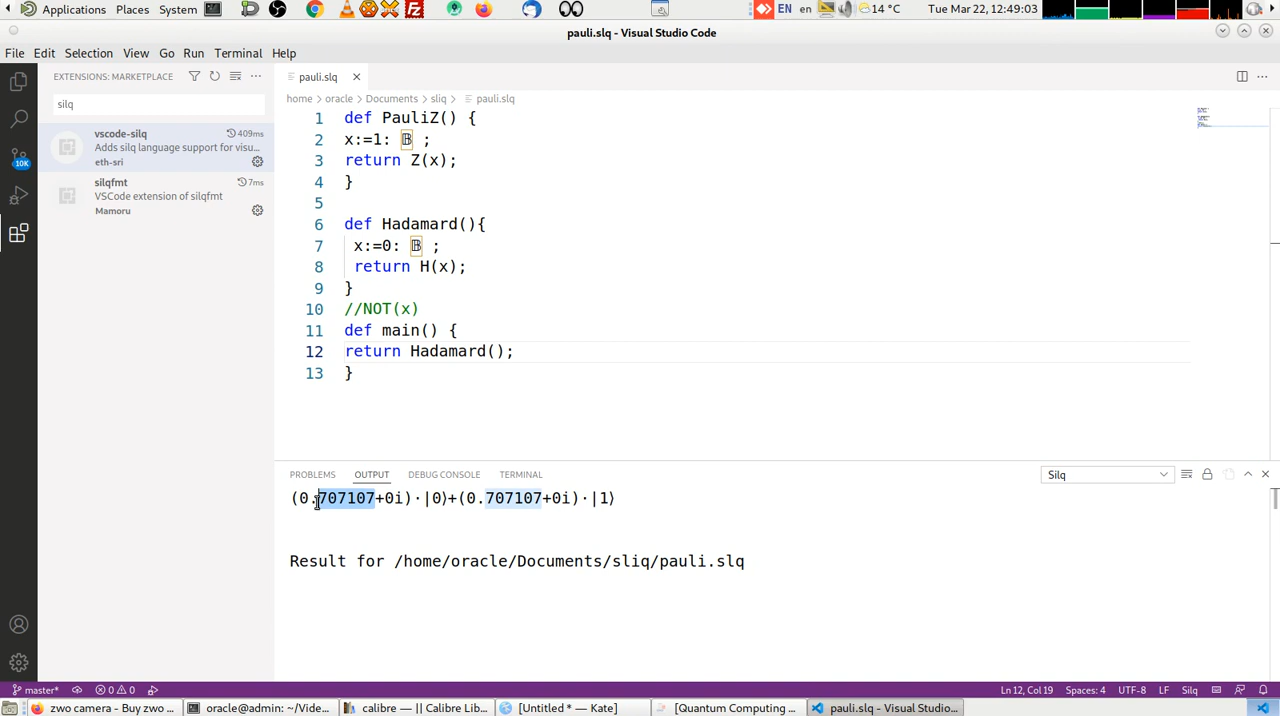 Applications Places System EN en 14 °C Tue Mar 22, 12:49:03
pauli.slq - Visual Studio Code
File Edit Selection View Go Run Terminal Help
EXTENSIONS: MARKETPLACE
silq
vscode-silq 409ms
Adds silq language support for visu...
eth-sri
silqfmt 7ms
VSCode extension of silqfmt
Mamoru
10K
pauli.slq
home > oracle > Documents > sliq > pauli.slq
1 def PauliZ() {
2 x:=1: 𝔹 ;
3 return Z(x);
4 }
5
6 def Hadamard(){
7 x:=0: 𝔹 ;
8 return H(x);
9 }
10 //NOT(x)
11 def main() {
12 return Hadamard();
13 }
PROBLEMS OUTPUT DEBUG CONSOLE TERMINAL Silq
(0.707107+0i)·|0⟩+(0.707107+0i)·|1⟩
Result for /home/oracle/Documents/sliq/pauli.slq
master* 0 0 Ln 12, Col 19 Spaces: 4 UTF-8 LF Silq
zwo camera - Buy zwo ... oracle@admin: ~/Vide... calibre — || Calibre Lib... [Untitled * — Kate] [Quantum Computing ... pauli.slq - Visual Studio...